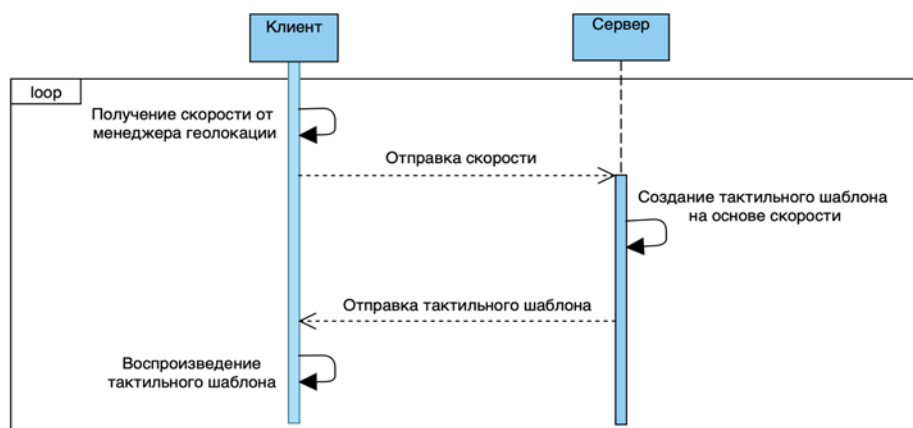 Клиент
Сервер
loop
Получение скорости от
менеджера геолокации
Отправка скорости
Создание тактильного шаблона
на основе скорости
Отправка тактильного шаблона
Воспроизведение
тактильного шаблона